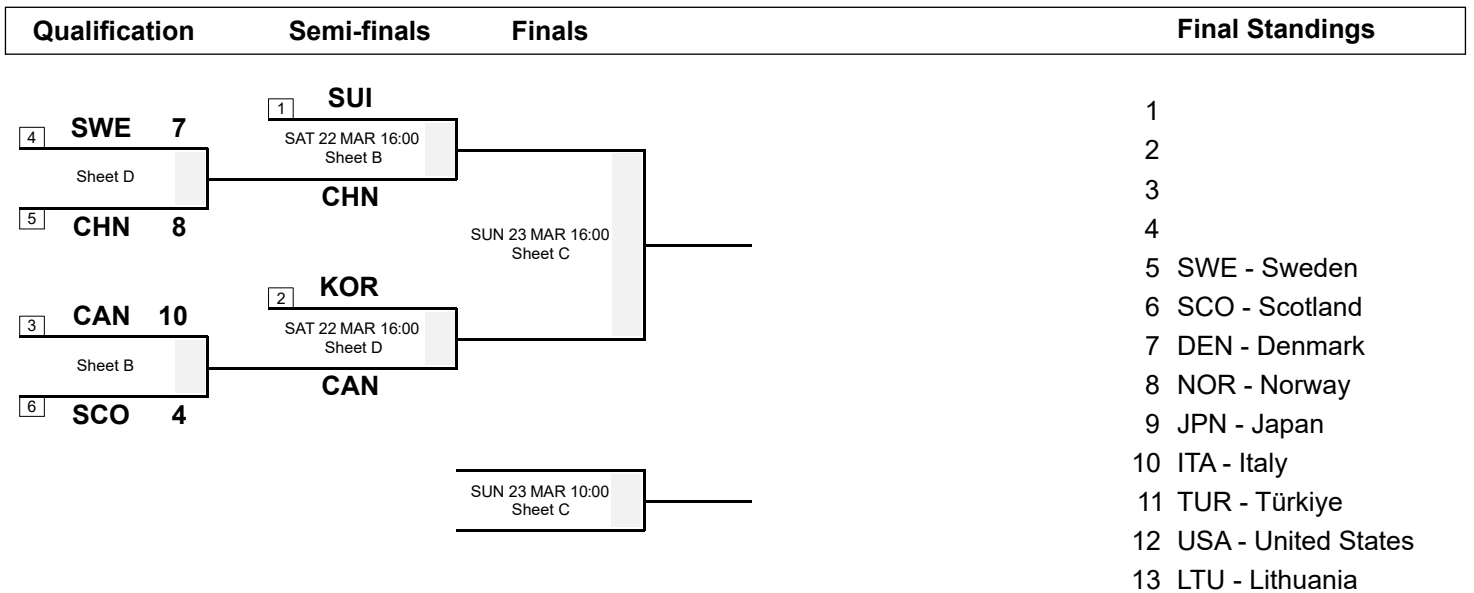 Qualification Semi-finals Finals Final Standings
1 SUI
4 SWE 7
SAT 22 MAR 16:00
Sheet B
Sheet D
CHN
5 CHN 8
SUN 23 MAR 16:00
Sheet C
2 KOR
3 CAN 10
SAT 22 MAR 16:00
Sheet D
Sheet B
CAN
6 SCO 4
SUN 23 MAR 10:00
Sheet C
1
2
3
4
5 SWE - Sweden
6 SCO - Scotland
7 DEN - Denmark
8 NOR - Norway
9 JPN - Japan
10 ITA - Italy
11 TUR - Türkiye
12 USA - United States
13 LTU - Lithuania